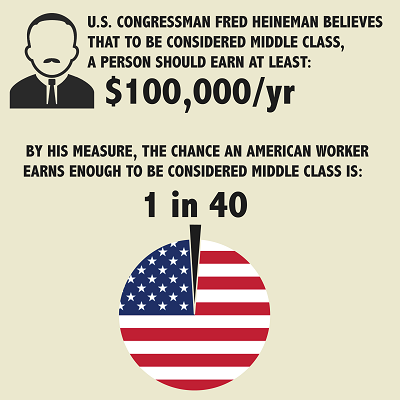 U.S. CONGRESSMAN FRED HEINEMAN BELIEVES
THAT TO BE CONSIDERED MIDDLE CLASS,
A PERSON SHOULD EARN AT LEAST:
$100,000/yr
BY HIS MEASURE, THE CHANCE AN AMERICAN WORKER
EARNS ENOUGH TO BE CONSIDERED MIDDLE CLASS IS:
1 in 40